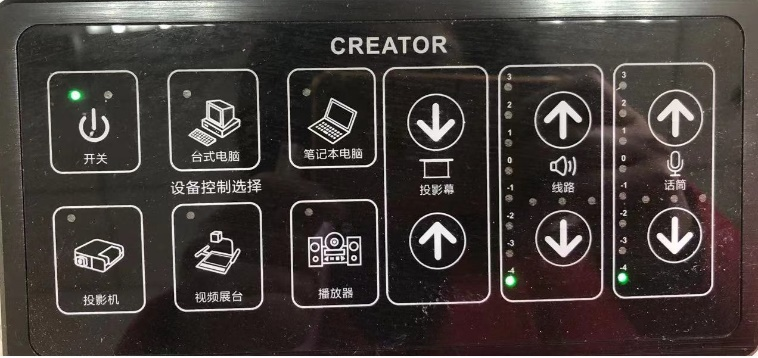 CREATOR
开关
台式电脑
笔记本电脑
设备控制选择
投影机
视频展台
播放器
投影幕
3
2
1
0
-1
-2
-3
-4
线路
3
2
1
0
-1
-2
-3
-4
话筒